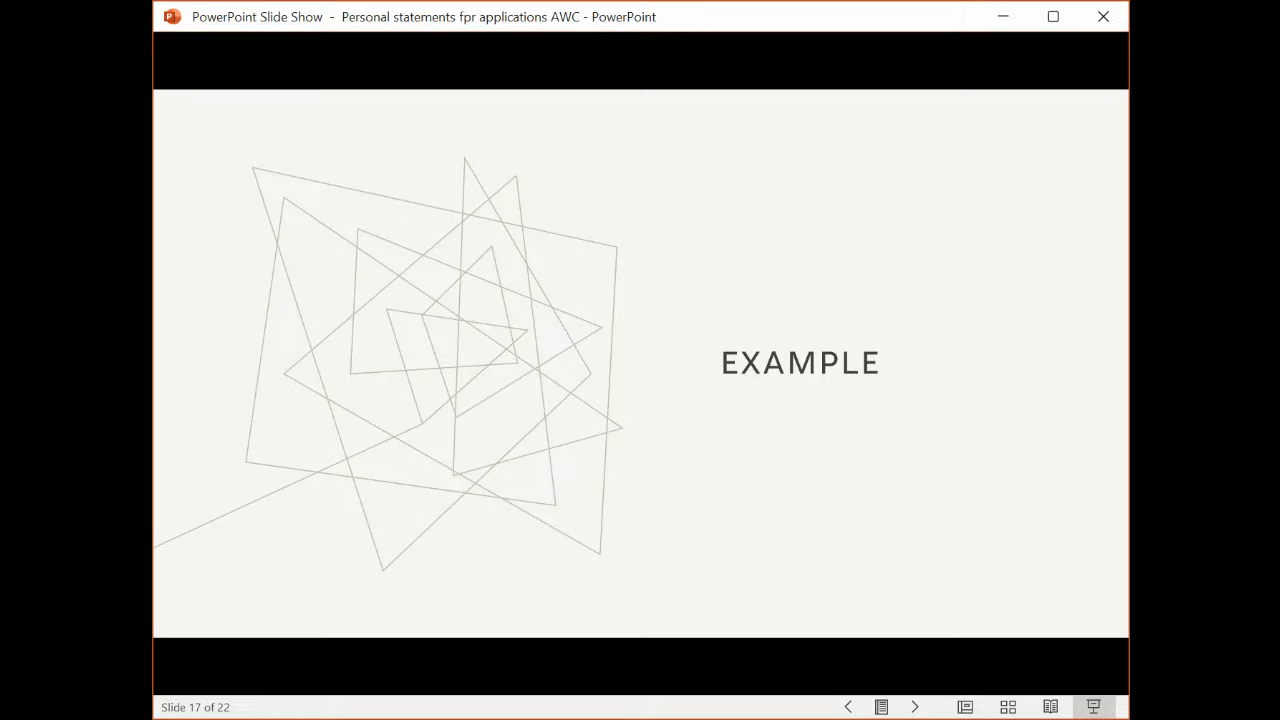 PowerPoint Slide Show - Personal statements fpr applications AWC - PowerPoint
EXAMPLE
Slide 17 of 22